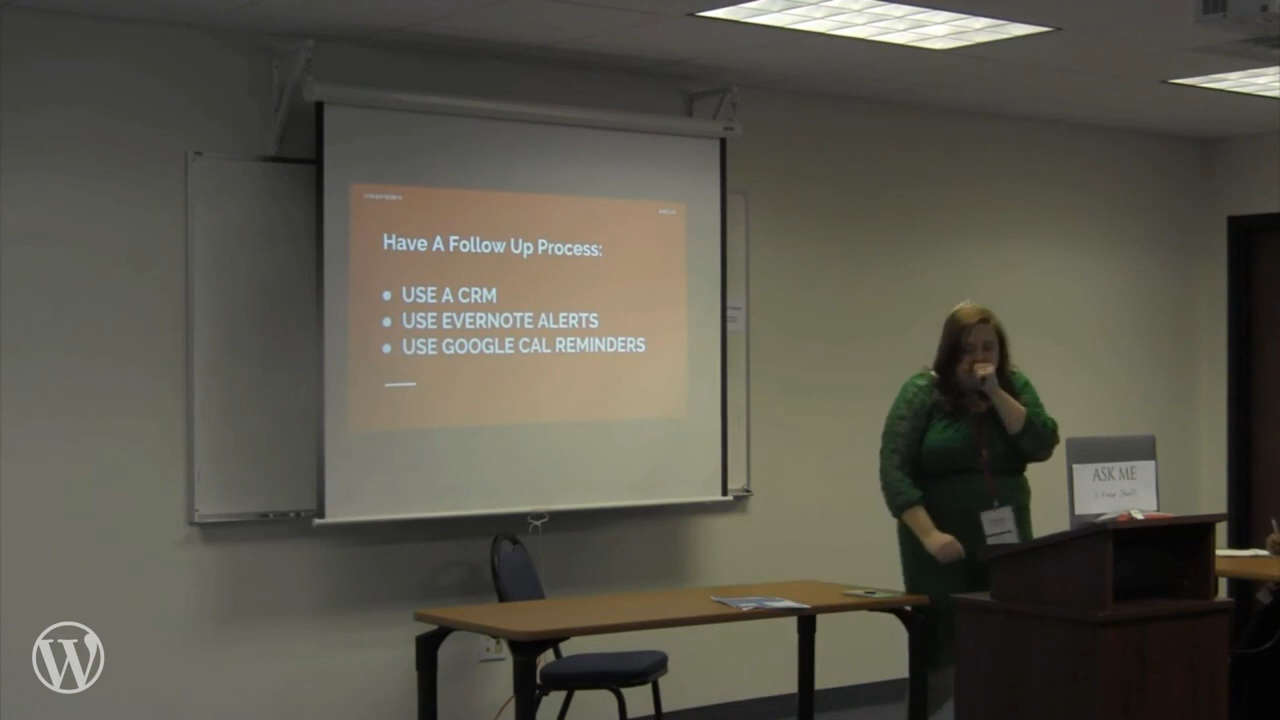 Have A Follow Up Process:
● USE A CRM
● USE EVERNOTE ALERTS
● USE GOOGLE CAL REMINDERS
ASK ME